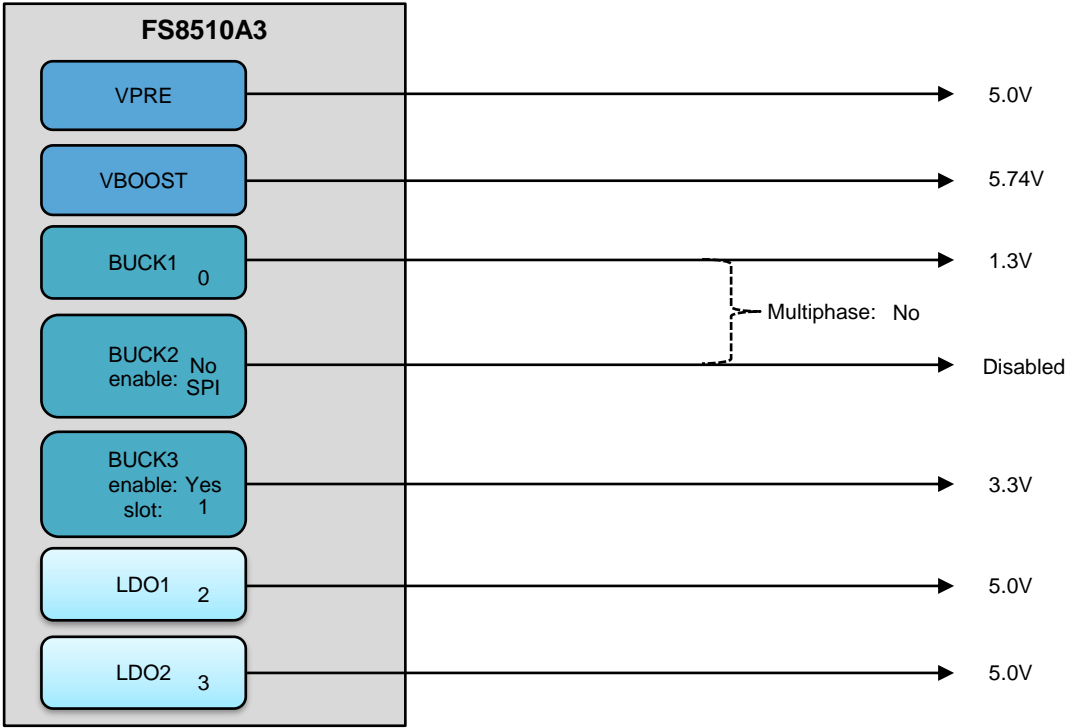 FS8510A3
VPRE
5.0V
VBOOST
5.74V
BUCK1
0
1.3V
Multiphase: No
BUCK2
enable: No
SPI
Disabled
BUCK3
enable: Yes
slot: 1
3.3V
LDO1
2
5.0V
LDO2
3
5.0V